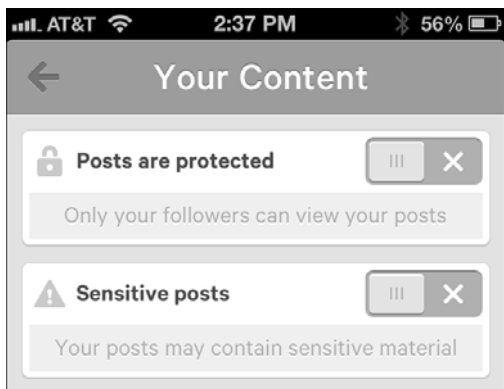 AT&T 2:37 PM 56%
Your Content
Posts are protected
Only your followers can view your posts
Sensitive posts
Your posts may contain sensitive material